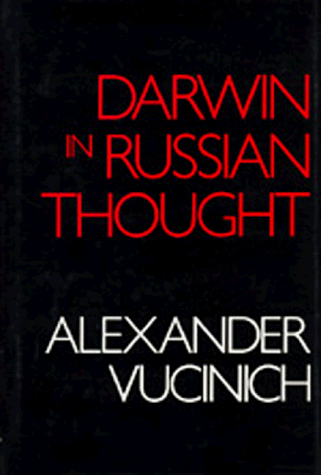 DARWIN
IN RUSSIAN
THOUGHT
ALEXANDER
VUCINICH